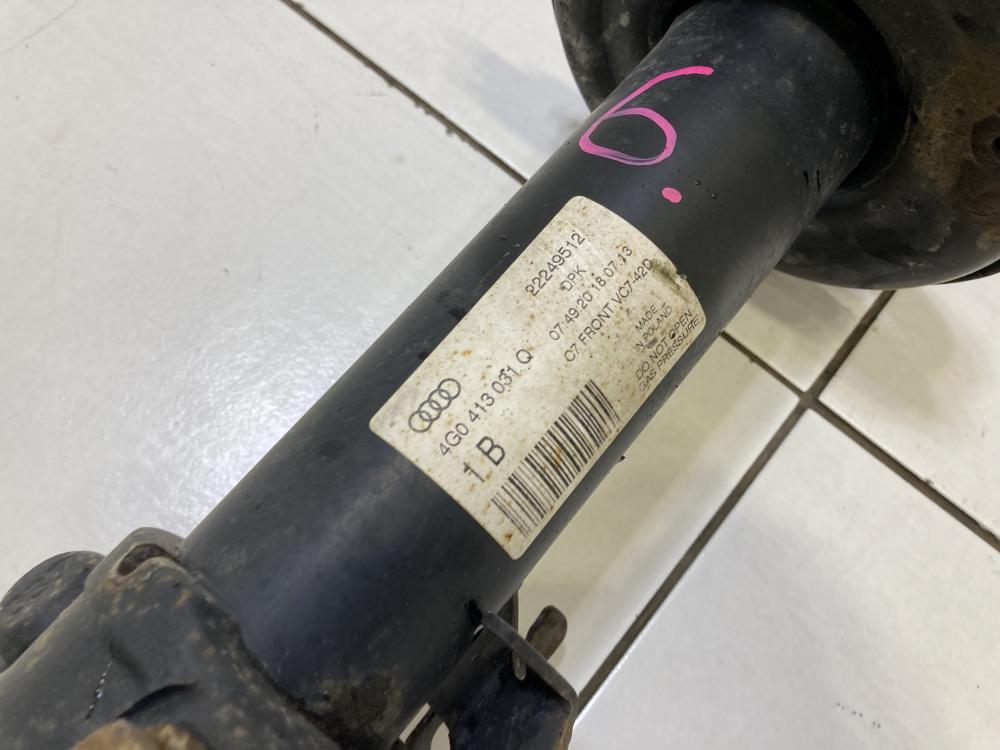 6.
22249512
DPK
07:49:20 18.07.13
C7 FRONT VC7-42D
4G0 413 031 Q
1 B
MADE
IN POLAND
DO NOT OPEN
GAS PRESSURE